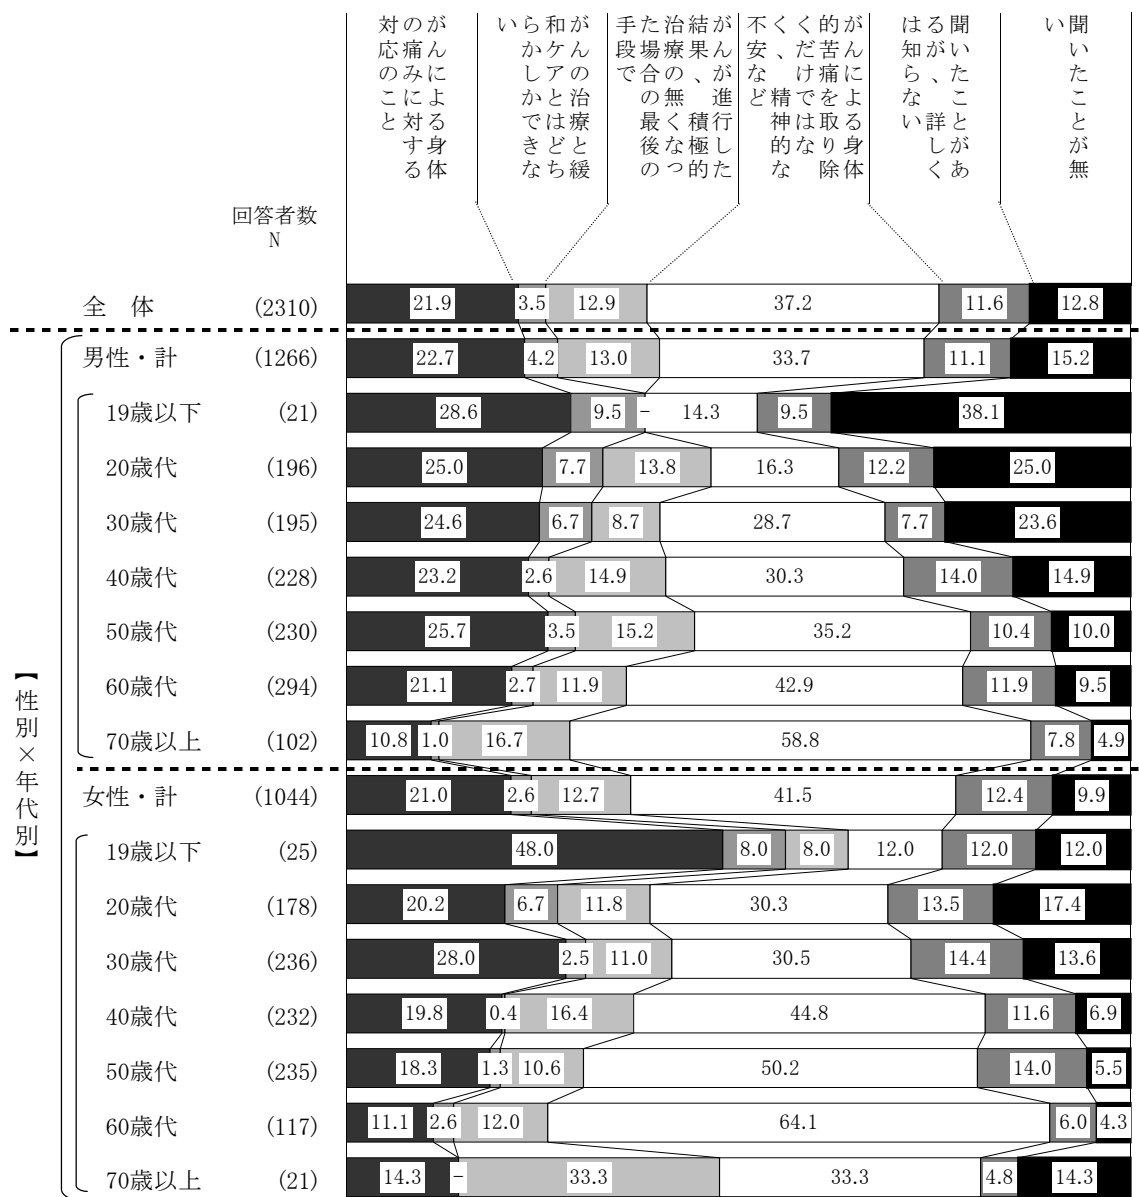 がんによる身体
の痛みに対する
対応のこと
がんの治療と緩
和ケアとはどち
らかしかできな
い
がんが進行した
結果、積極的
治療の無くなっ
た場合の最後の
手段で
がんによる身体
的苦痛を取り除
くだけではな
く、精神的な
不安など
聞いたことがあ
るが、詳しく
は知らない
聞いたことが無
い
回答者数
N
全 体 (2310) 21.9 3.5 12.9 37.2 11.6 12.8
【性別×年代別】
男性・計 (1266) 22.7 4.2 13.0 33.7 11.1 15.2
19歳以下 (21) 28.6 9.5 - 14.3 9.5 38.1
20歳代 (196) 25.0 7.7 13.8 16.3 12.2 25.0
30歳代 (195) 24.6 6.7 8.7 28.7 7.7 23.6
40歳代 (228) 23.2 2.6 14.9 30.3 14.0 14.9
50歳代 (230) 25.7 3.5 15.2 35.2 10.4 10.0
60歳代 (294) 21.1 2.7 11.9 42.9 11.9 9.5
70歳以上 (102) 10.8 1.0 16.7 58.8 7.8 4.9
女性・計 (1044) 21.0 2.6 12.7 41.5 12.4 9.9
19歳以下 (25) 48.0 8.0 8.0 12.0 12.0 12.0
20歳代 (178) 20.2 6.7 11.8 30.3 13.5 17.4
30歳代 (236) 28.0 2.5 11.0 30.5 14.4 13.6
40歳代 (232) 19.8 0.4 16.4 44.8 11.6 6.9
50歳代 (235) 18.3 1.3 10.6 50.2 14.0 5.5
60歳代 (117) 11.1 2.6 12.0 64.1 6.0 4.3
70歳以上 (21) 14.3 - 33.3 33.3 4.8 14.3